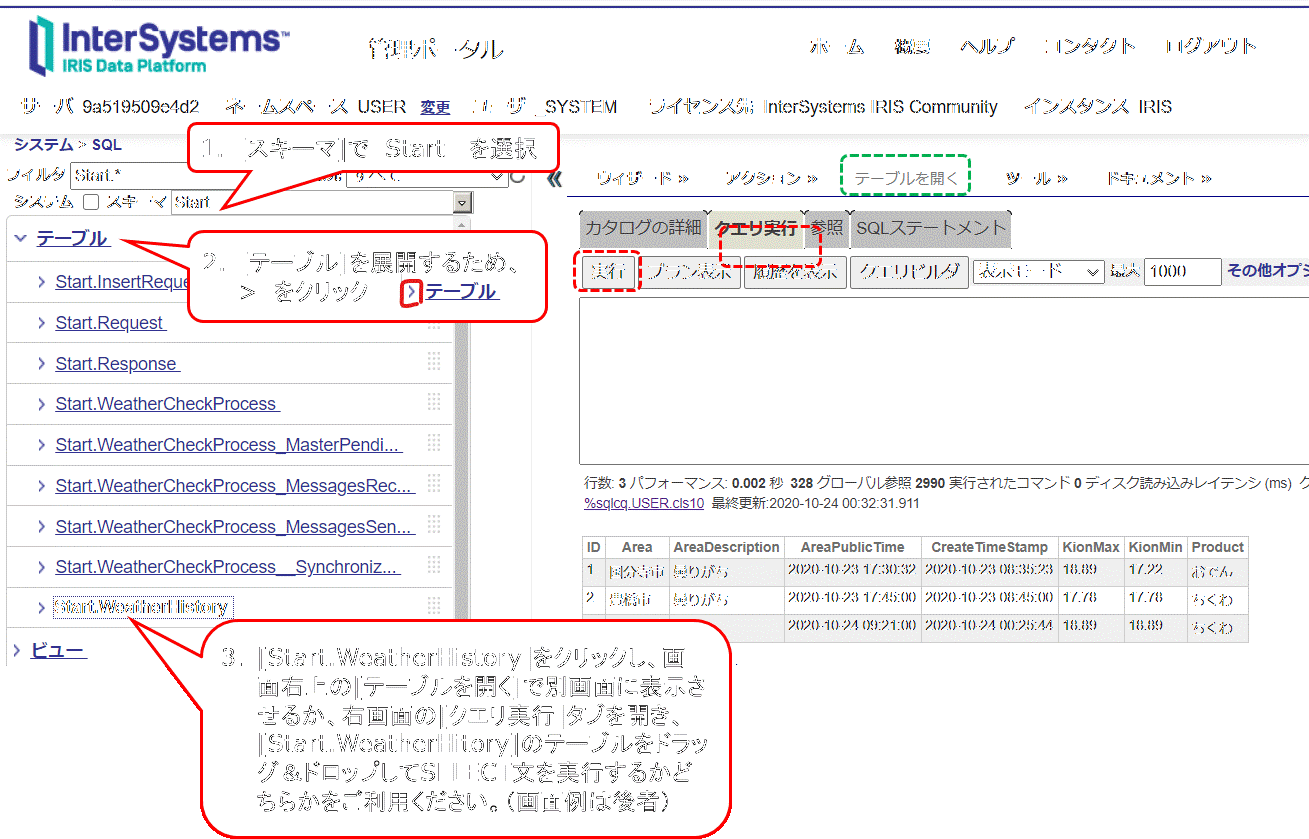 InterSystems™
IRIS Data Platform
管理ポータル
ホーム 概要 ヘルプ コンタクト ログアウト
サーバ 9a519509e4d2 ネームスペース USER 変更 ユーザ _SYSTEM ライセンス先 InterSystems IRIS Community インスタンス IRIS
システム > SQL
1. [スキーマ]で Start を選択
フィルタ Start.* すべて
システム スキーマ Start
ウィザード » アクション » テーブルを開く ツール » ドキュメント »
カタログの詳細 クエリ実行 参照 SQLステートメント
実行 プラン表示 履歴を表示 クエリビルダ 表示モード 最大 1000 その他オプシ
テーブル
2. [テーブル]を展開するため、
> をクリック > テーブル
Start.InsertReque
Start.Request
Start.Response
Start.WeatherCheckProcess
Start.WeatherCheckProcess_MasterPendi...
Start.WeatherCheckProcess_MessagesRec...
Start.WeatherCheckProcess_MessagesSen...
Start.WeatherCheckProcess__Synchroniz...
Start.WeatherHistory
ビュー
行数: 3 パフォーマンス: 0.002 秒 328 グローバル参照 2990 実行されたコマンド 0 ディスク読み込みレイテンシ (ms) ク
%sqlcq.USER.cls10 最終更新:2020-10-24 00:32:31.911
ID Area AreaDescription AreaPublicTime CreateTimeStamp KionMax KionMin Product
1 国分寺市 曇りがち 2020-10-23 17:30:32 2020-10-23 08:35:23 18.89 17.22 おでん
2 豊橋市 曇りがち 2020-10-23 17:45:00 2020-10-23 08:45:00 17.78 17.78 ちくわ
2020-10-24 09:21:00 2020-10-24 00:25:44 18.89 18.89 ちくわ
3. [Start.WeatherHistory]をクリックし、画
面右上の[テーブルを開く]で別画面に表示さ
せるか、右画面の[クエリ実行]タブを開き、
[Start.WeatherHitory]のテーブルをドラッ
グ&ドロップしてSELECT文を実行するかど
ちらかをご利用ください。(画面例は後者)